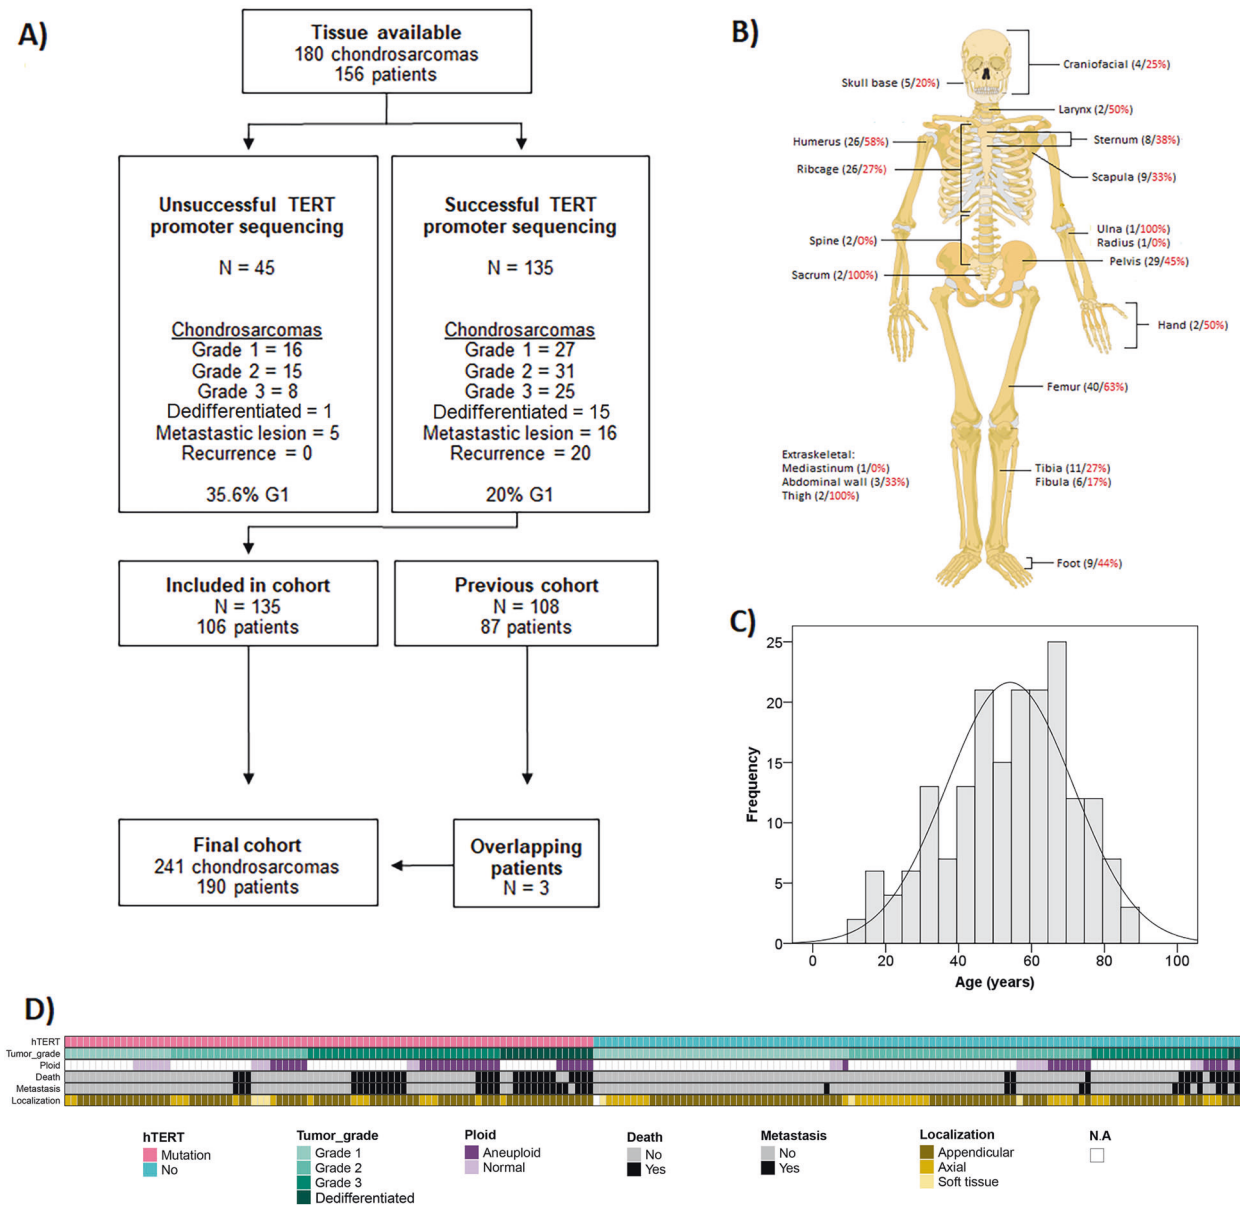 A)
Tissue available
180 chondrosarcomas
156 patients
Unsuccessful TERT
promoter sequencing
N = 45
Chondrosarcomas
Grade 1 = 16
Grade 2 = 15
Grade 3 = 8
Dedifferentiated = 1
Metastastic lesion = 5
Recurrence = 0
35.6% G1
Successful TERT
promoter sequencing
N = 135
Chondrosarcomas
Grade 1 = 27
Grade 2 = 31
Grade 3 = 25
Dedifferentiated = 15
Metastastic lesion = 16
Recurrence = 20
20% G1
Included in cohort
N = 135
106 patients
Previous cohort
N = 108
87 patients
Final cohort
241 chondrosarcomas
190 patients
Overlapping
patients
N = 3
B)
Craniofacial (4/25%)
Skull base (5/20%)
Larynx (2/50%)
Humerus (26/58%)
Sternum (8/38%)
Ribcage (26/27%)
Scapula (9/33%)
Ulna (1/100%)
Radius (1/0%)
Spine (2/0%)
Pelvis (29/45%)
Sacrum (2/100%)
Hand (2/50%)
Femur (40/63%)
Extraskeletal:
Mediastinum (1/0%)
Abdominal wall (3/33%)
Thigh (2/100%)
Tibia (11/27%)
Fibula (6/17%)
Foot (9/44%)
C)
25
20
15
10
5
0
Frequency
0 20 40 60 80 100
Age (years)
D)
hTERT
Tumor_grade
Ploid
Death
Metastasis
Localization
hTERT
Mutation
No
Tumor_grade
Grade 1
Grade 2
Grade 3
Dedifferentiated
Ploid
Aneuploid
Normal
Death
No
Yes
Metastasis
No
Yes
Localization
Appendicular
Axial
Soft tissue
N.A